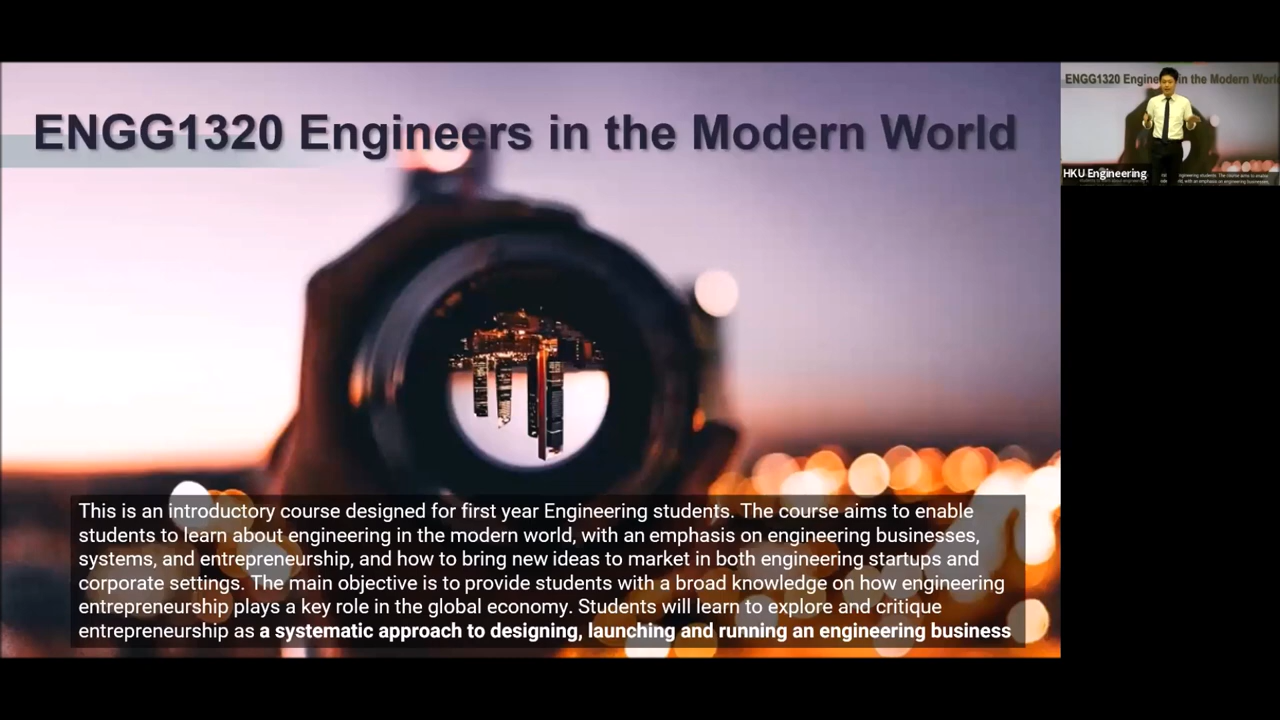 ENGG1320 Engineers in the Modern World
This is an introductory course designed for first year Engineering students. The course aims to enable
students to learn about engineering in the modern world, with an emphasis on engineering businesses,
systems, and entrepreneurship, and how to bring new ideas to market in both engineering startups and
corporate settings. The main objective is to provide students with a broad knowledge on how engineering
entrepreneurship plays a key role in the global economy. Students will learn to explore and critique
entrepreneurship as a systematic approach to designing, launching and running an engineering business
ENGG1320 Engine in the Modern Worl
HKU Engineering